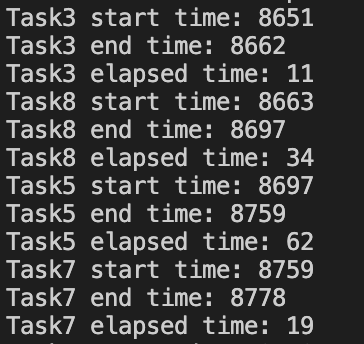 Task3 start time: 8651
Task3 end time: 8662
Task3 elapsed time: 11
Task8 start time: 8663
Task8 end time: 8697
Task8 elapsed time: 34
Task5 start time: 8697
Task5 end time: 8759
Task5 elapsed time: 62
Task7 start time: 8759
Task7 end time: 8778
Task7 elapsed time: 19